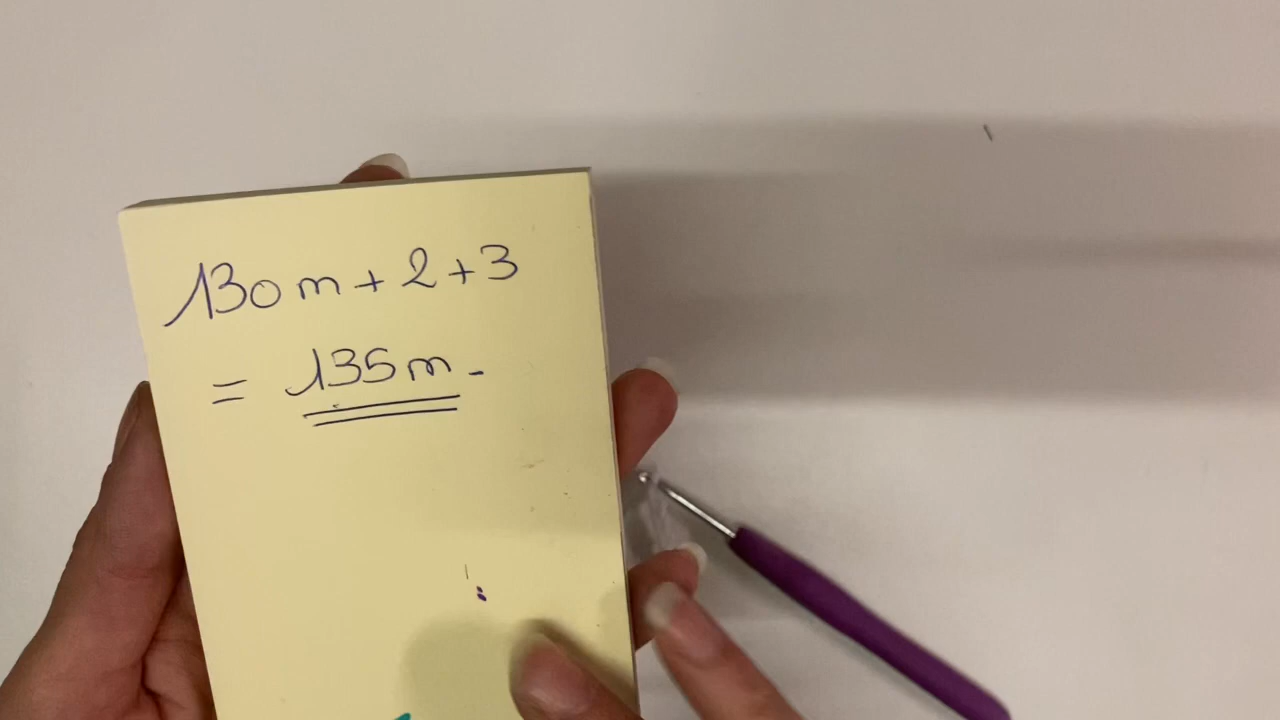 130 m + 2 + 3
= 135 m.